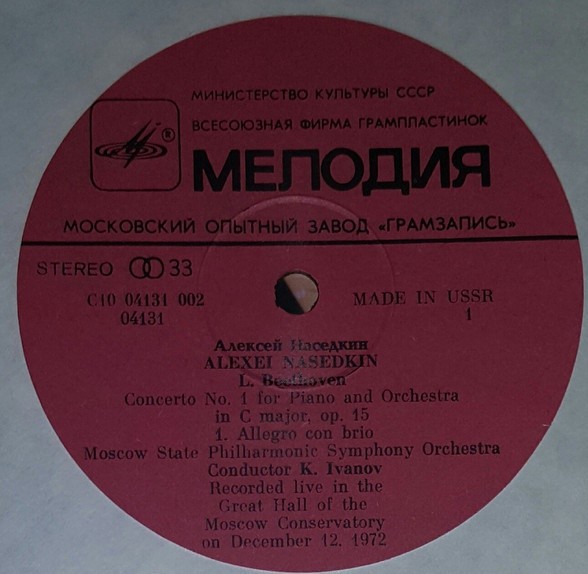 МИНИСТЕРСТВО КУЛЬТУРЫ СССР
ВСЕСОЮЗНАЯ ФИРМА ГРАМПЛАСТИНОК
®
МЕЛОДИЯ
МОСКОВСКИЙ ОПЫТНЫЙ ЗАВОД «ГРАМЗАПИСЬ»
STEREO 33
С10 04131 002 MADE IN USSR
04131 1
Алексей Наседкин
ALEXEI NASEDKIN
L. Beethoven
Concerto No. 1 for Piano and Orchestra
in C major, op. 15
1. Allegro con brio
Moscow State Philharmonic Symphony Orchestra
Conductor K. Ivanov
Recorded live in the
Great Hall of the
Moscow Conservatory
on December 12, 1972